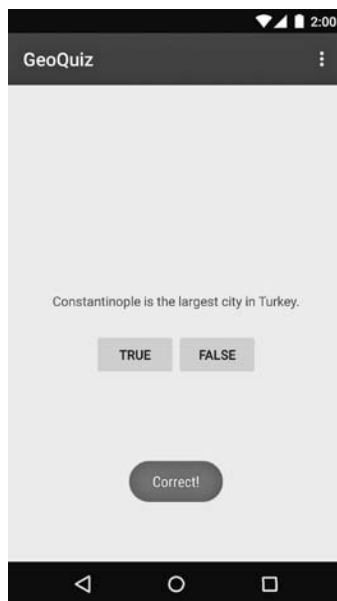 2:00
GeoQuiz
Constantinople is the largest city in Turkey.
TRUE FALSE
Correct!